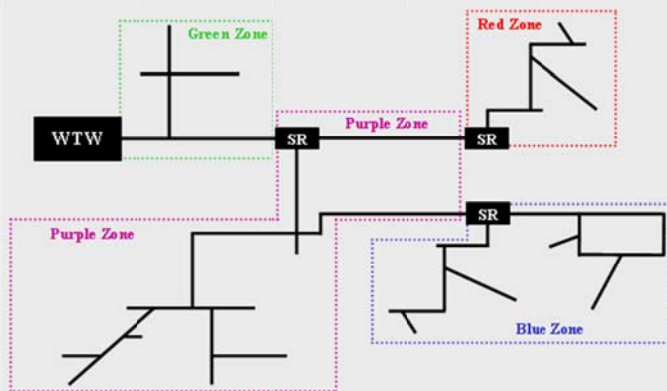 Green Zone
Red Zone
WTW
SR
Purple Zone
SR
SR
Purple Zone
Blue Zone